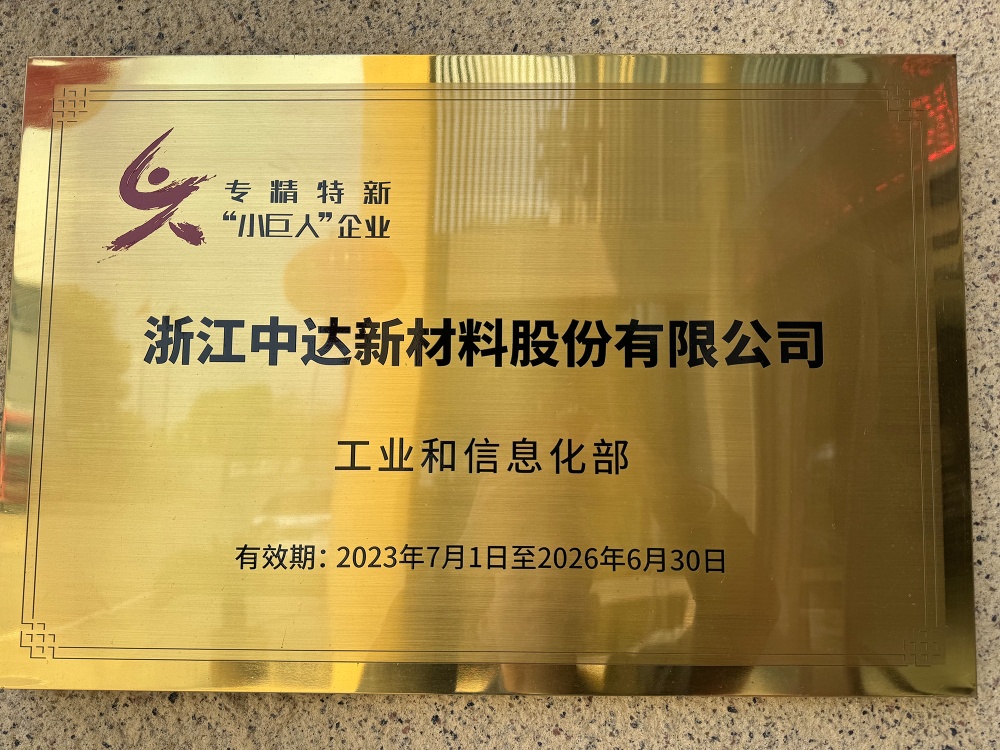 专精特新
“小巨人”企业
浙江中达新材料股份有限公司
工业和信息化部
有效期：2023年7月1日至2026年6月30日